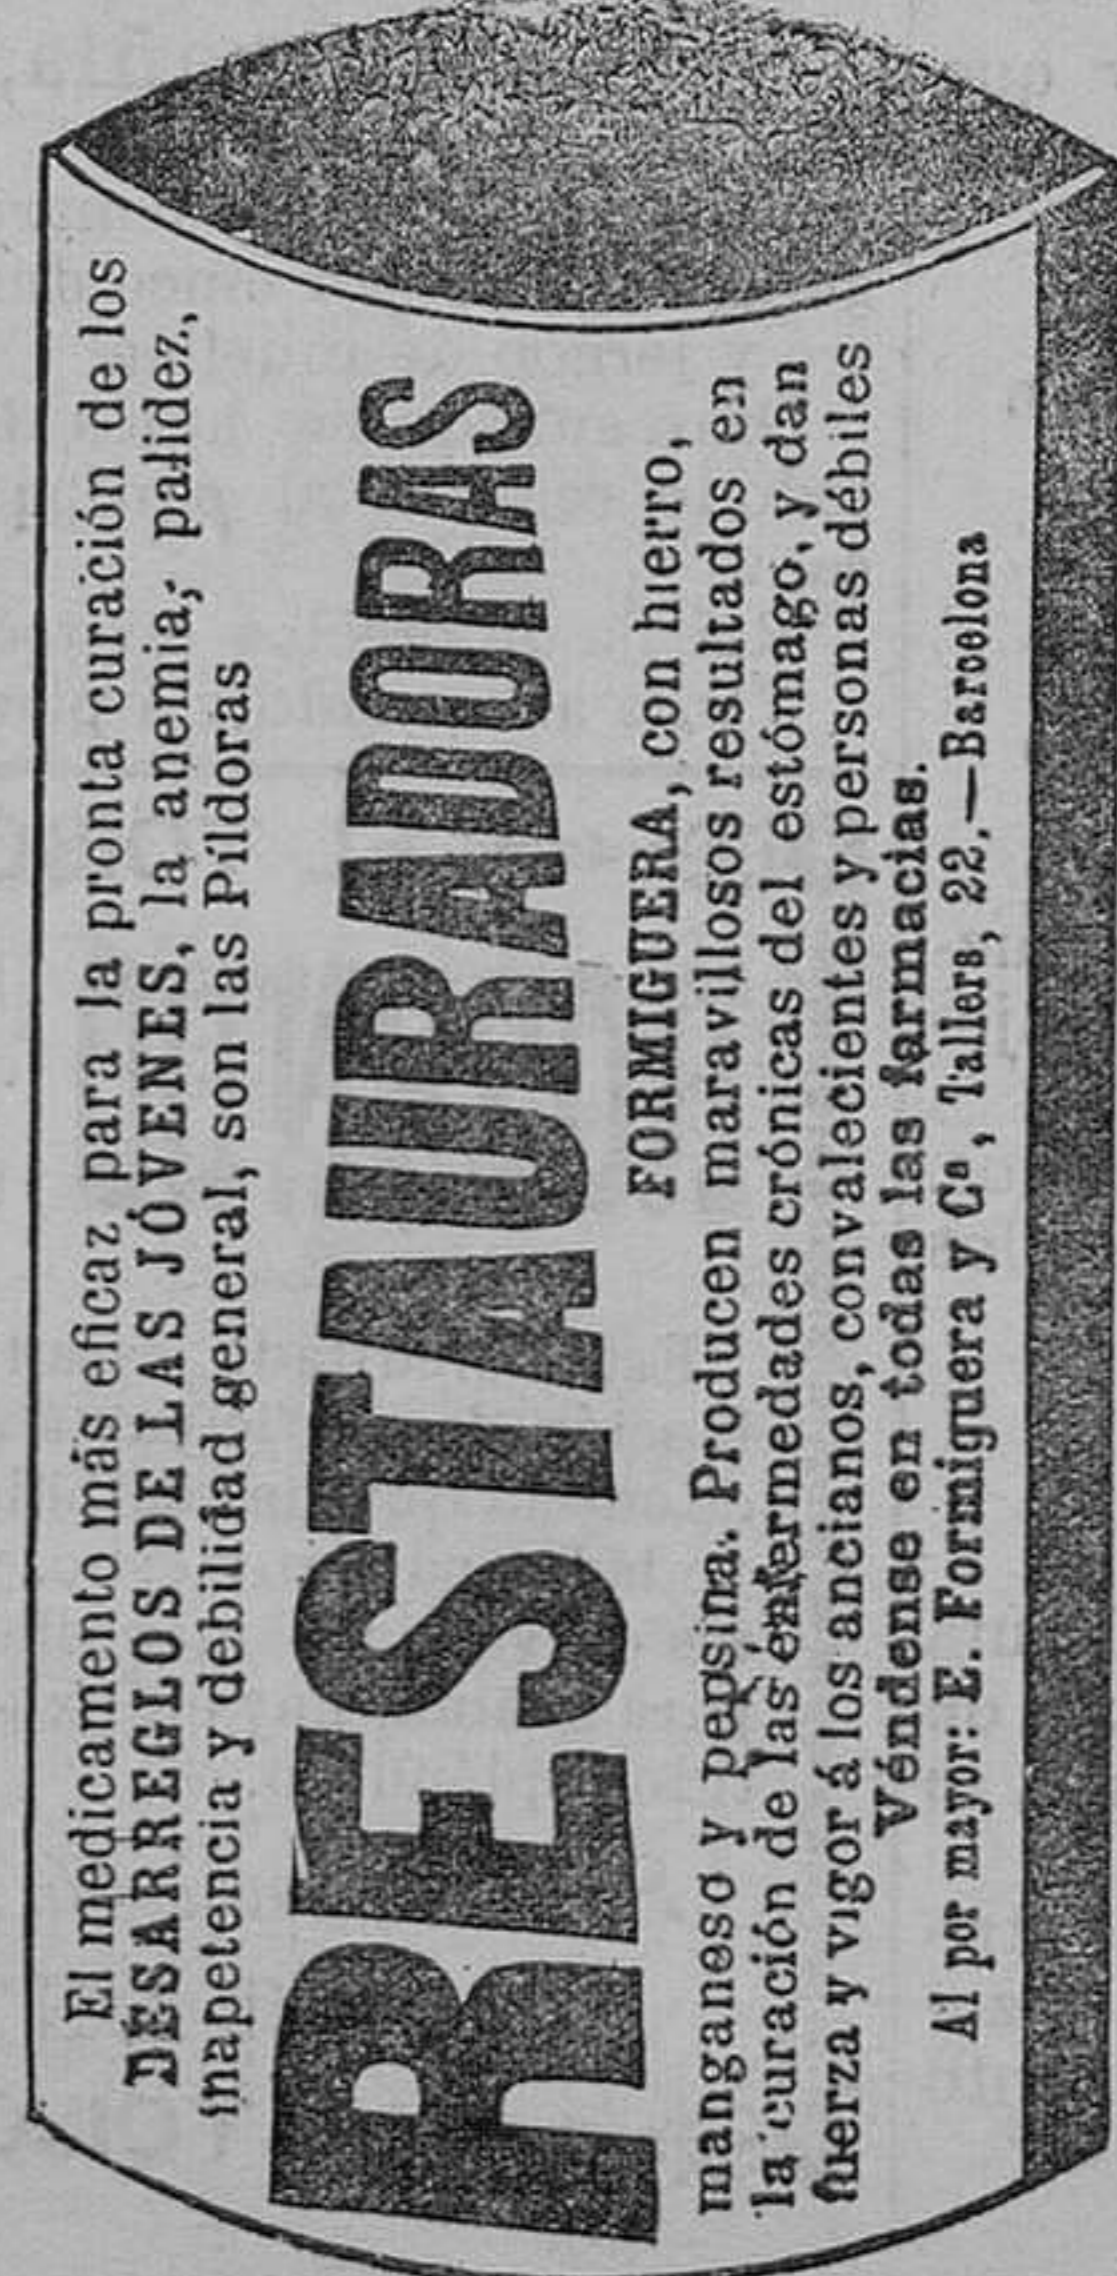 El medicamento más eficaz para la pronta curación de los
DESARREGLOS DE LAS JÓVENES, la anemia, palidez,
inapetencia y debilidad general, son las Pildoras
RESTAURADORAS
FORMIGUERA, con hierro,
manganeso y pepsina. Producen maravillosos resultados en
la curación de las enfermedades crónicas del estómago, y dan
fuerza y vigor á los ancianos, convalecientes y personas débiles
Véndense en todas las farmacias.
Al por mayor: E. Formiguera y Cª, Tallers, 22,—Barcelona